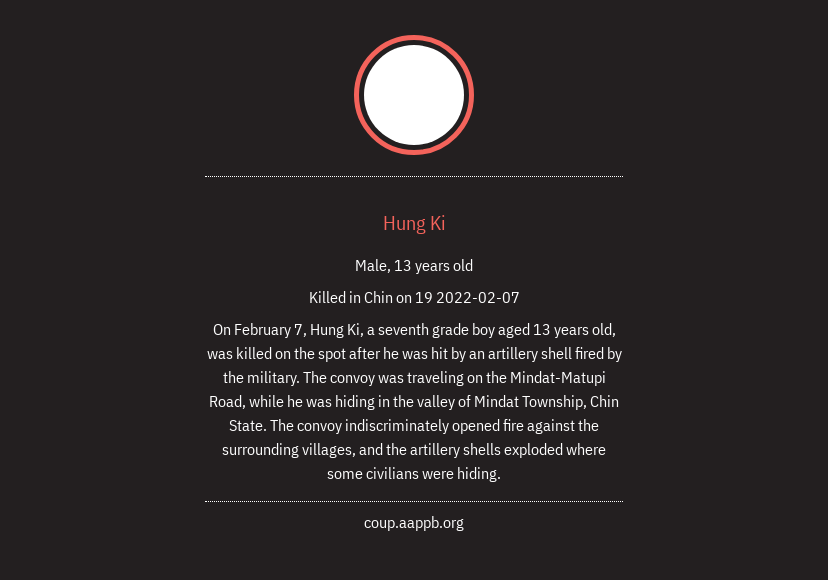 Hung Ki
Male, 13 years old
Killed in Chin on 19 2022-02-07
On February 7, Hung Ki, a seventh grade boy aged 13 years old,
was killed on the spot after he was hit by an artillery shell fired by
the military. The convoy was traveling on the Mindat-Matupi
Road, while he was hiding in the valley of Mindat Township, Chin
State. The convoy indiscriminately opened fire against the
surrounding villages, and the artillery shells exploded where
some civilians were hiding.
coup.aappb.org